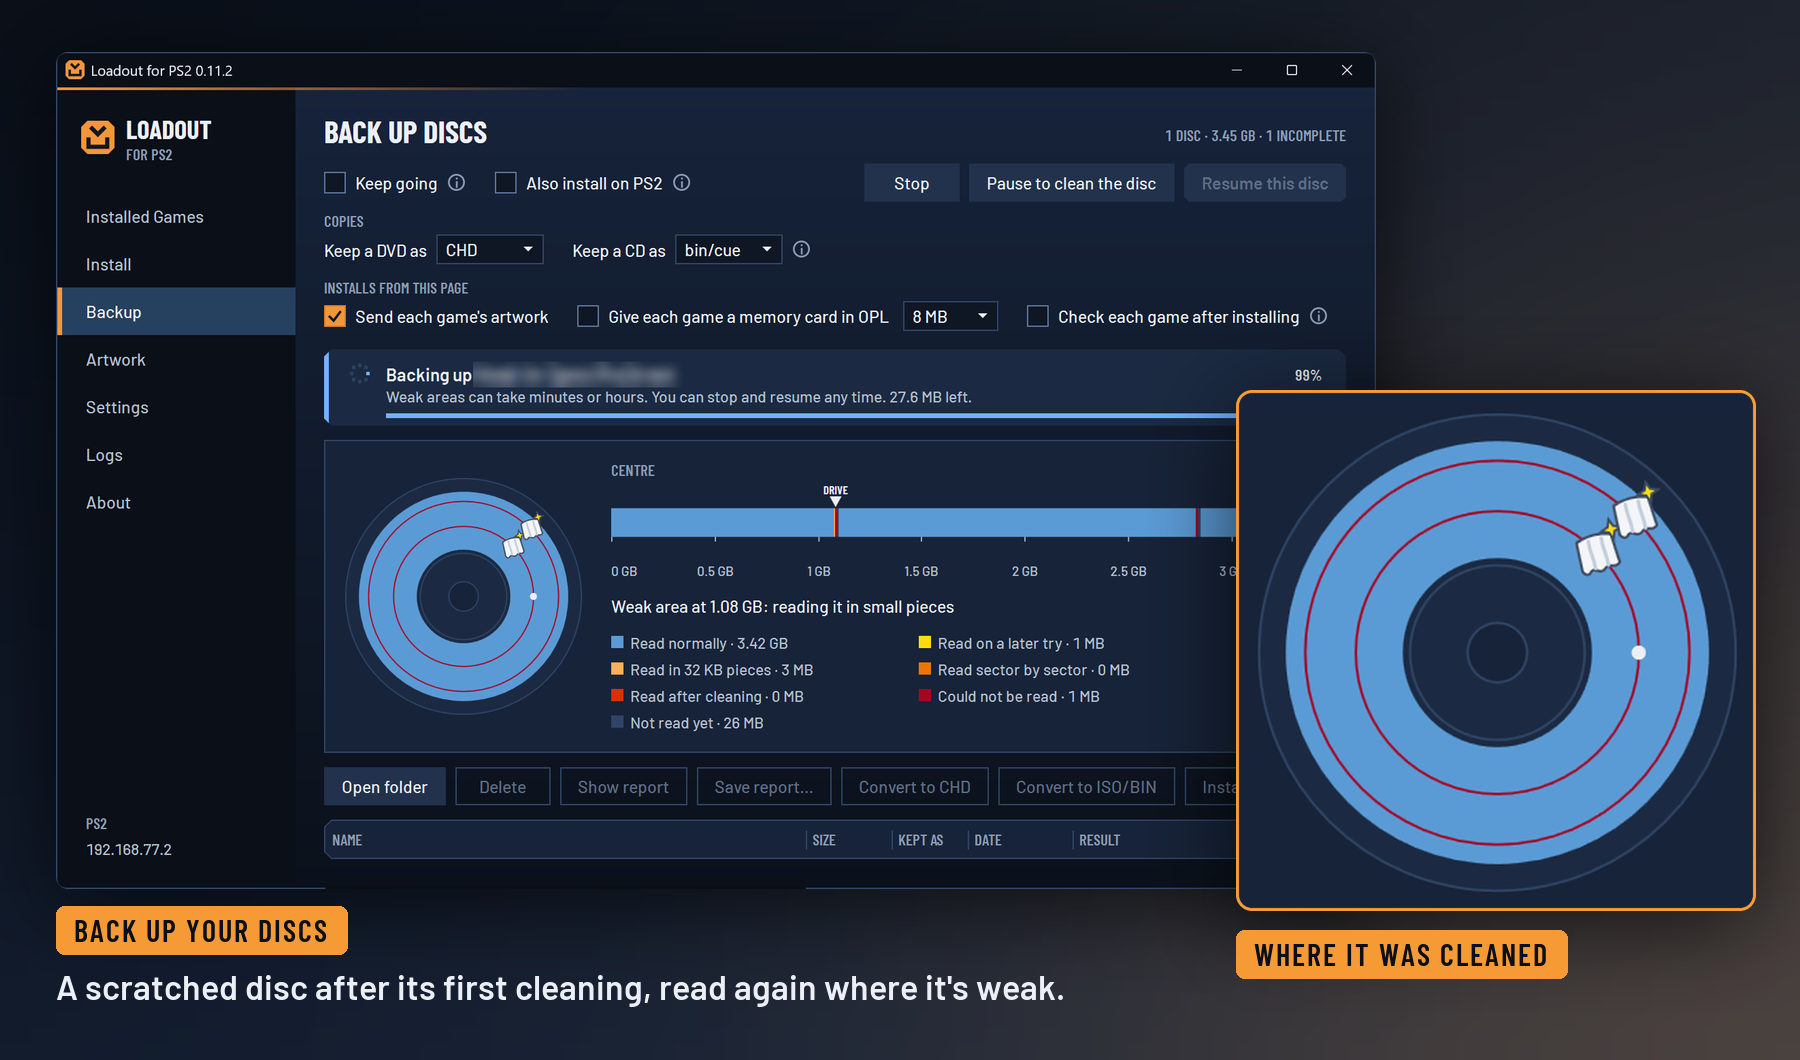 Loadout for PS2 0.11.2
LOADOUT
FOR PS2
Installed Games
Install
Backup
Artwork
Settings
Logs
About
PS2
192.168.77.2
BACK UP DISCS
1 DISC · 3.45 GB · 1 INCOMPLETE
Keep going
Also install on PS2
Stop
Pause to clean the disc
Resume this disc
COPIES
Keep a DVD as
CHD
Keep a CD as
bin/cue
INSTALLS FROM THIS PAGE
Send each game's artwork
Give each game a memory card in OPL
8 MB
Check each game after installing
Backing up
99%
Weak areas can take minutes or hours. You can stop and resume any time. 27.6 MB left.
CENTRE
DRIVE
0 GB
0.5 GB
1 GB
1.5 GB
2 GB
2.5 GB
Weak area at 1.08 GB: reading it in small pieces
Read normally · 3.42 GB
Read on a later try · 1 MB
Read in 32 KB pieces · 3 MB
Read sector by sector · 0 MB
Read after cleaning · 0 MB
Could not be read · 1 MB
Not read yet · 26 MB
Open folder
Delete
Show report
Save report...
Convert to CHD
Convert to ISO/BIN
NAME
SIZE
KEPT AS
DATE
RESULT
BACK UP YOUR DISCS
A scratched disc after its first cleaning, read again where it's weak.
WHERE IT WAS CLEANED